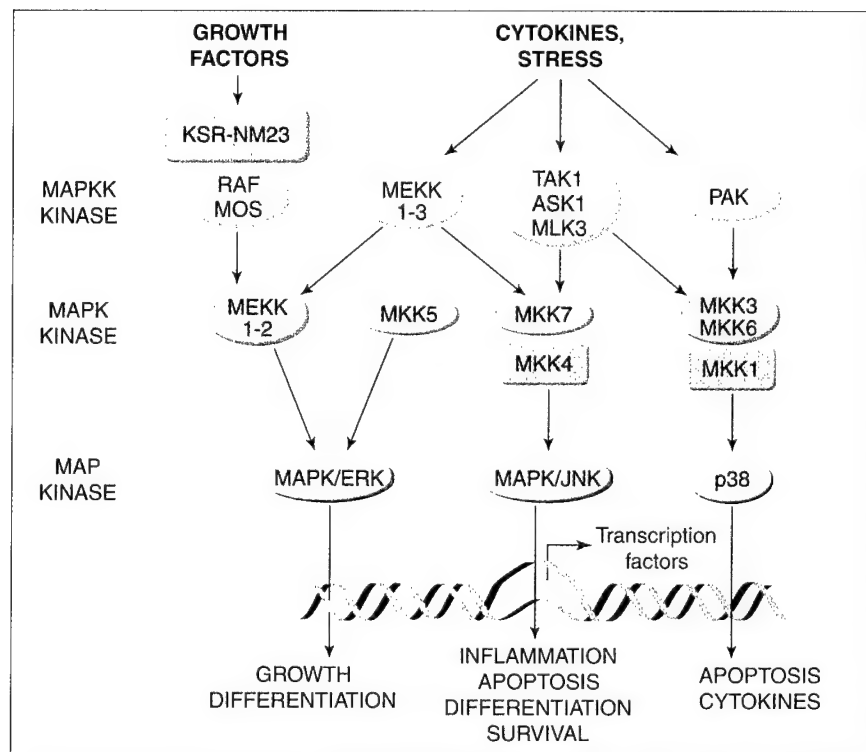 GROWTH
FACTORS
CYTOKINES,
STRESS
KSR-NM23
MAPKK
KINASE
RAF
MOS
MEKK
1-3
TAK1
ASK1
MLK3
PAK
MAPK
KINASE
MEKK
1-2
MKK5
MKK7
MKK4
MKK3
MKK6
MKK1
MAP
KINASE
MAPK/ERK
MAPK/JNK
p38
Transcription
factors
GROWTH
DIFFERENTIATION
INFLAMMATION
APOPTOSIS
DIFFERENTIATION
SURVIVAL
APOPTOSIS
CYTOKINES